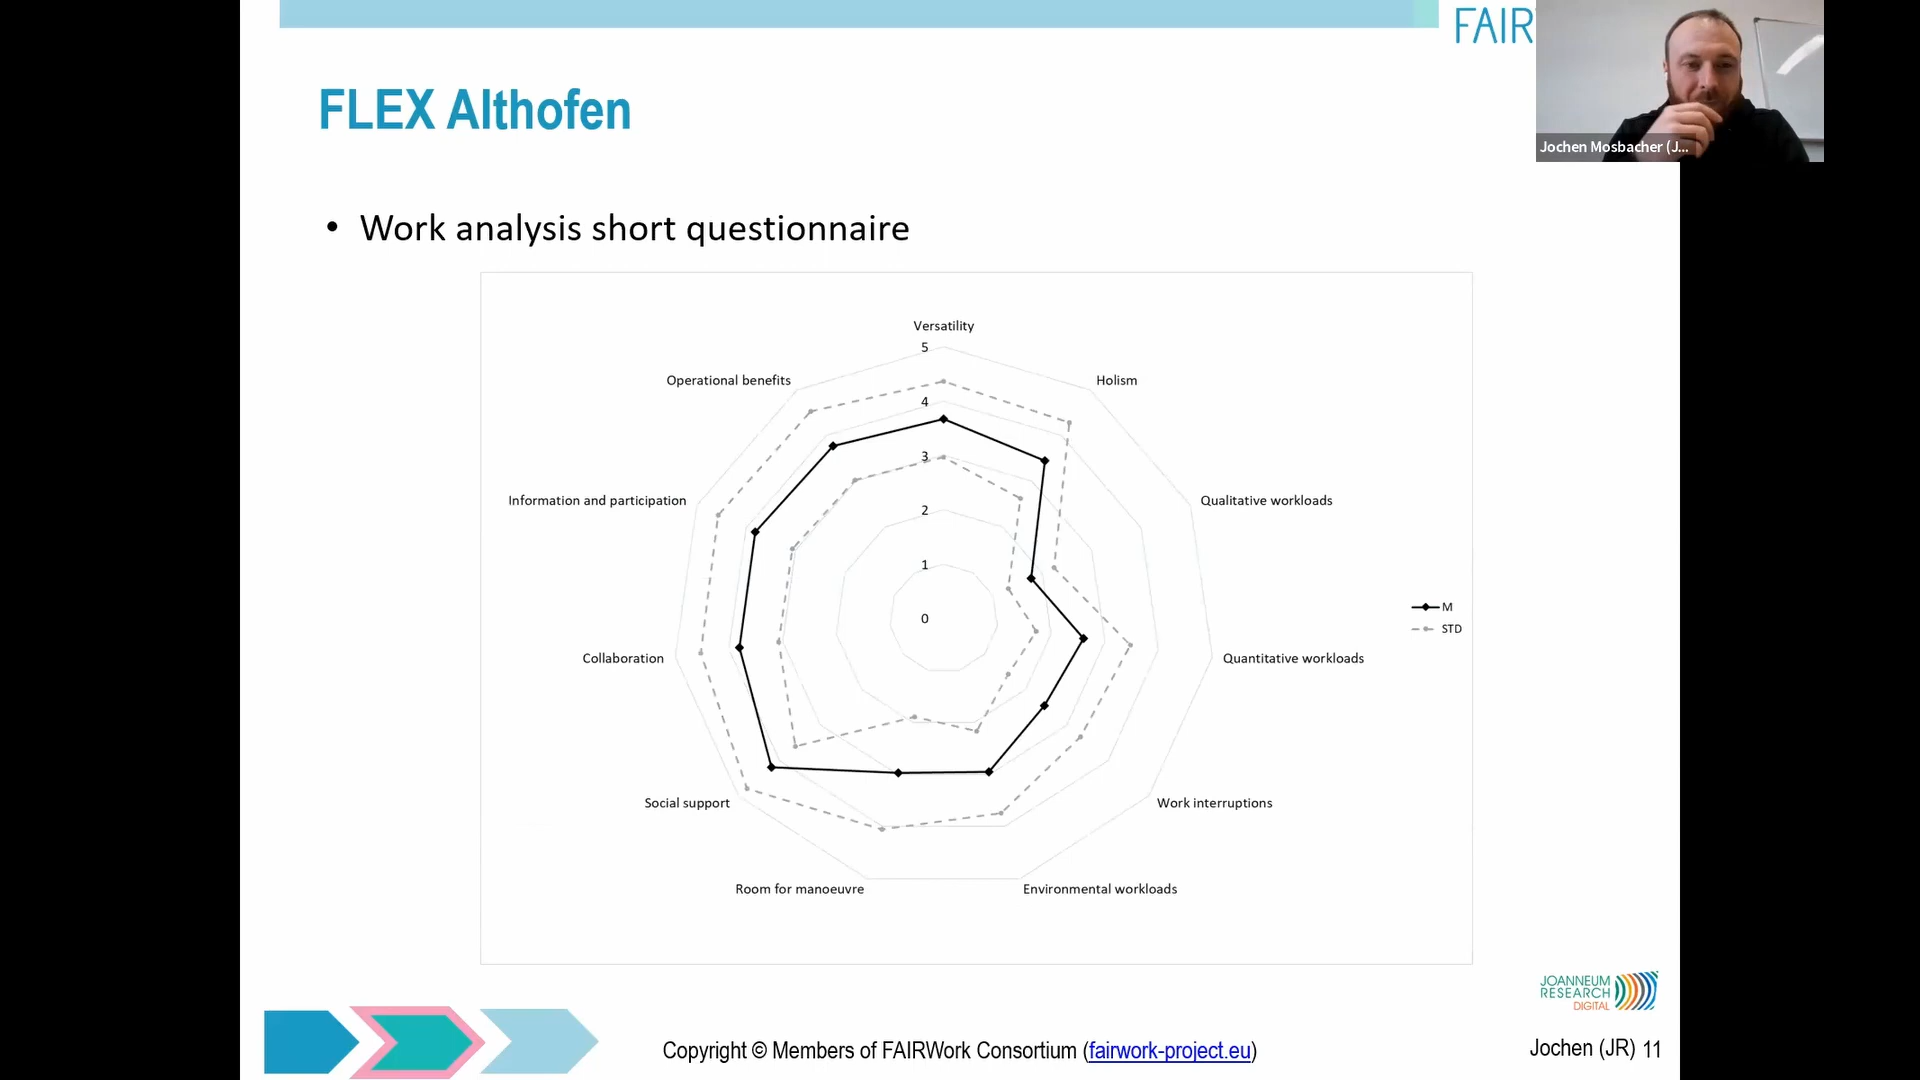 FAIR
Jochen Mosbacher (J...
FLEX Althofen
• Work analysis short questionnaire
Versatility
5
Operational benefits
Holism
4
3
Information and participation
Qualitative workloads
2
1
M
0
STD
Collaboration
Quantitative workloads
Social support
Work interruptions
Room for manoeuvre
Environmental workloads
JOANNEUM
RESEARCH
DIGITAL
Copyright © Members of FAIRWork Consortium (fairwork-project.eu)
Jochen (JR) 11